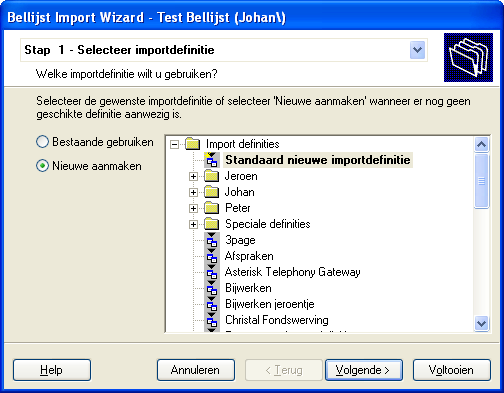 Bellijst Import Wizard - Test Bellijst (Johan\)
Stap 1 - Selecteer importdefinitie
Welke importdefinitie wilt u gebruiken?
Selecteer de gewenste importdefinitie of selecteer 'Nieuwe aanmaken' wanneer er nog geen
geschikte definitie aanwezig is.
Bestaande gebruiken
Nieuwe aanmaken
Import definities
Standaard nieuwe importdefinitie
Jeroen
Johan
Peter
Speciale definities
3page
Afspraken
Asterisk Telephony Gateway
Bijwerken
Bijwerken jeroentje
Christal Fondswerving
Help
Annuleren
< Terug
Volgende >
Voltooien